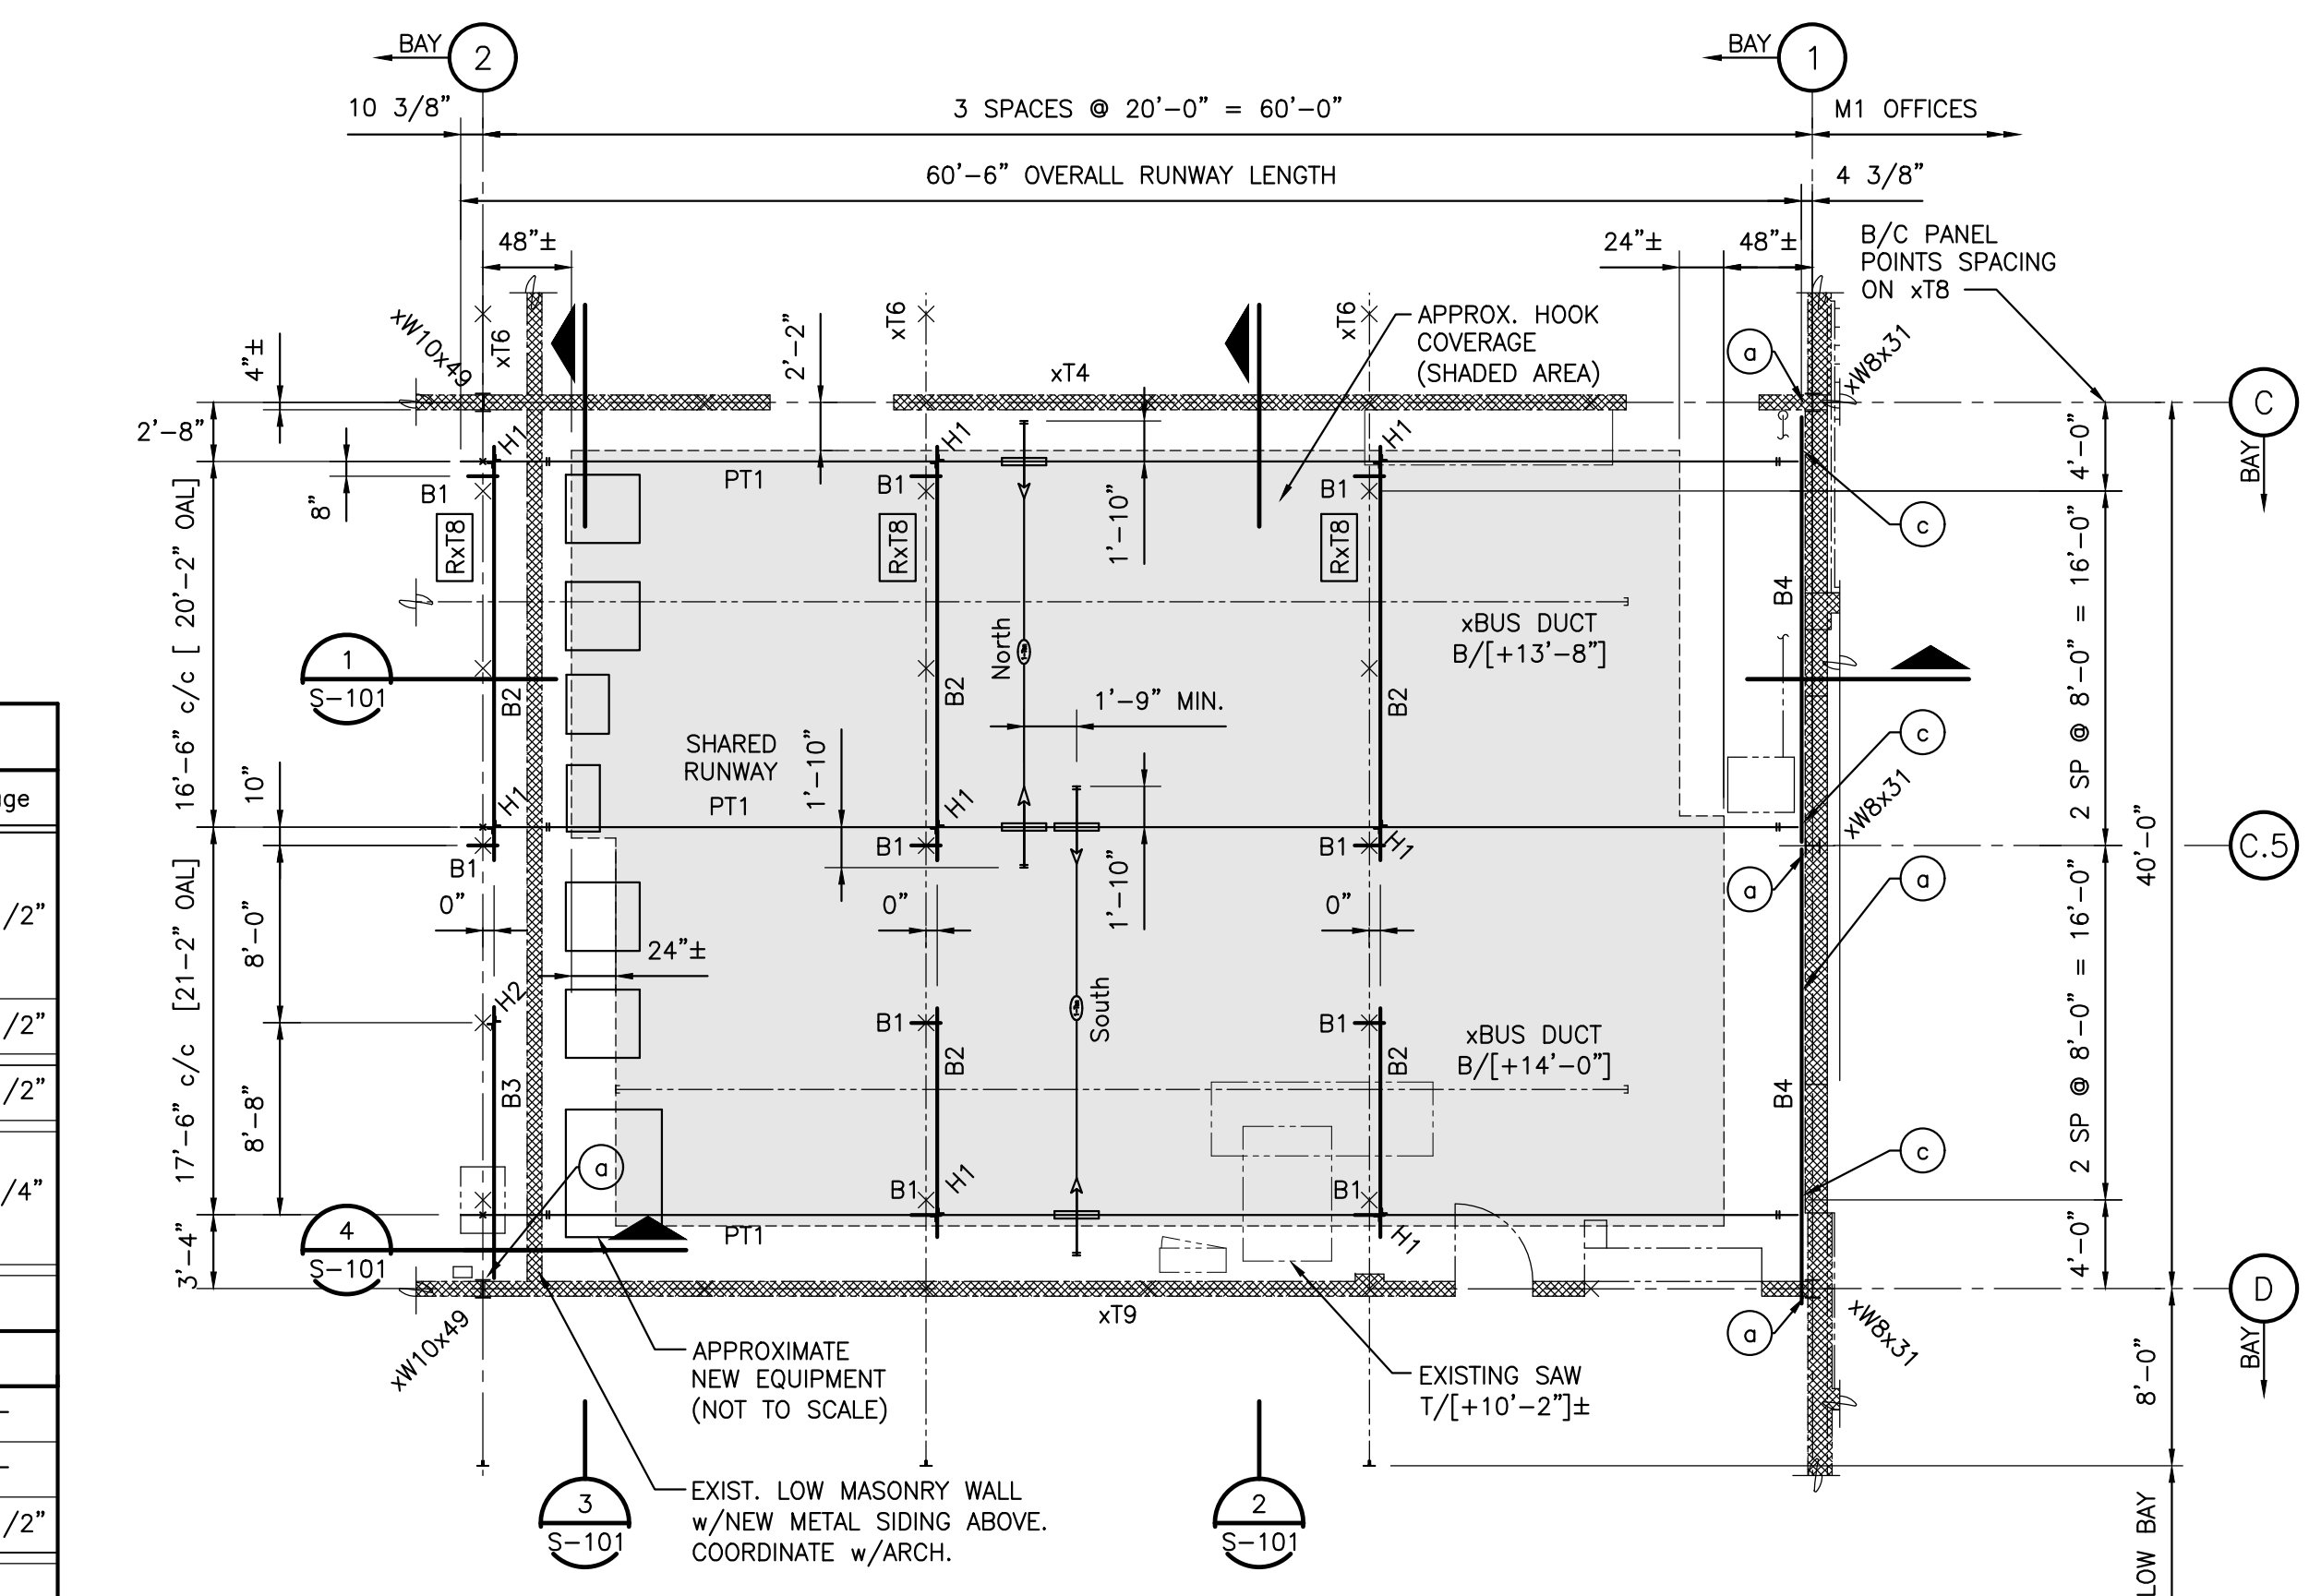 BAY
2
BAY
1
10 3/8"
3 SPACES @ 20'-0" = 60'-0"
M1 OFFICES
60'-6" OVERALL RUNWAY LENGTH
4 3/8"
48"±
24"±
48"±
B/C PANEL
POINTS SPACING
ON xT8
xW10x49
xT6
xT6
xT6
4"±
2'-2"
xT4
APPROX. HOOK
COVERAGE
(SHADED AREA)
a
xW8x31
C
BAY
2'-8"
H1
H1
H1
4'-0"
8"
B1
PT1
B1
B1
1'-10"
c
RxT8
RxT8
RxT8
16'-6" c/c [ 20'-2" OAL]
B4
2 SP @ 8'-0" = 16'-0"
North
xBUS DUCT
B/[+13'-8"]
1
S-101
B2
B2
B2
1'-9" MIN.
SHARED
RUNWAY
PT1
1'-10"
c
xW8x31
10"
H1
H1
H1
B1
B1
B1
C.5
40'-0"
a
a
0"
0"
0"
1'-10"
8'-0"
24"±
17'-6" c/c [21-2" OAL]
H2
South
B1
B1
xBUS DUCT
B/[+14'-0"]
2 SP @ 8'-0" = 16'-0"
B3
B2
B2
B4
8'-8"
a
c
B1
H1
B1
H1
PT1
4
S-101
3'-4"
4'-0"
D
BAY
xT9
a
xW8x31
xW10x49
APPROXIMATE
NEW EQUIPMENT
(NOT TO SCALE)
EXISTING SAW
T/[+10'-2"]±
8'-0"
EXIST. LOW MASONRY WALL
w/NEW METAL SIDING ABOVE.
COORDINATE w/ARCH.
3
S-101
2
S-101
LOW BAY
/2"
/2"
/2"
/4"
/2"